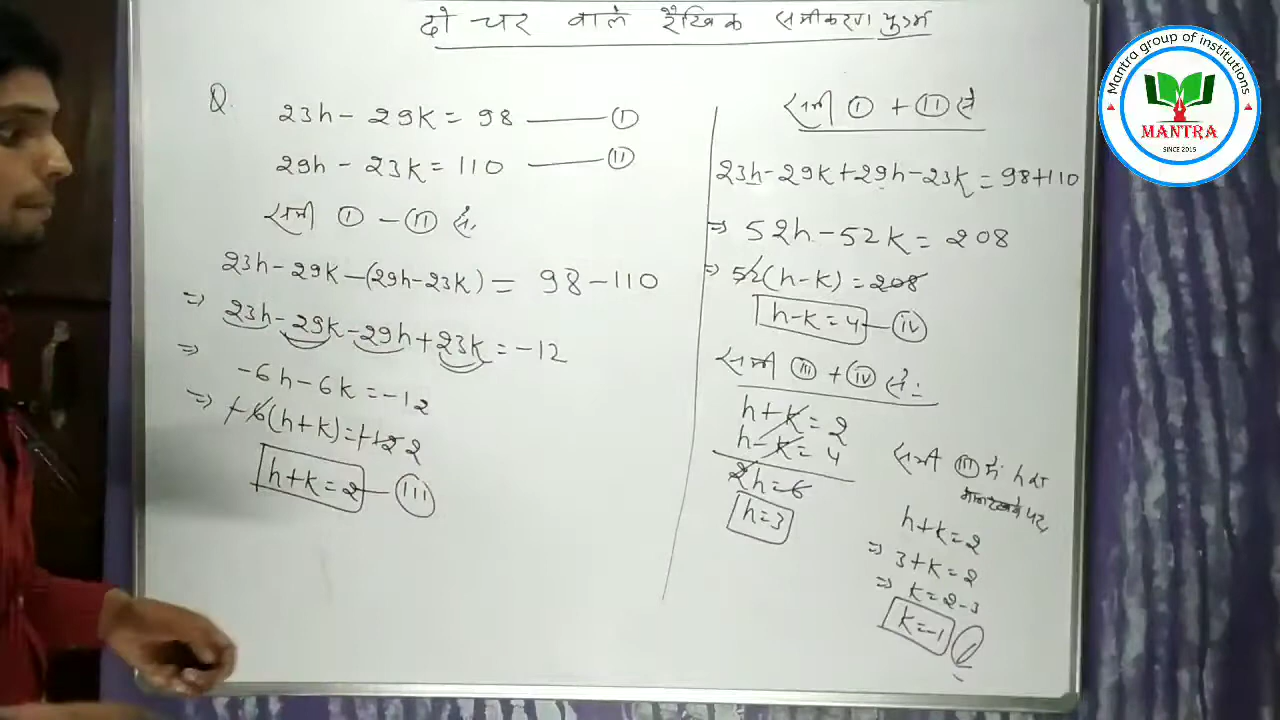 दो चर वाले रैखिक समीकरण युग्म
Q.
23h - 29k = 98 ——— I
29h - 23k = 110 ——— II
समी I - II से.
23h - 29k - (29h - 23k) = 98 - 110
⇒ 23h - 29k - 29h + 23k = -12
⇒ -6h - 6k = -12
⇒ -6(h+k) = -12 2
h+k = 2 — III
समी I + II से
23h - 29k + 29h - 23k = 98 + 110
⇒ 52h - 52k = 208
⇒ 52(h-k) = 208
h-k = 4 — IV
समी III + IV से:
h+k = 2
h-k = 4
2h = 6
h = 3
समी III में h का
मान रखने पर,
h+k = 2
⇒ 3+k = 2
⇒ k = 2-3
k = -1
Mantra group of institutions
MANTRA
SINCE 2015